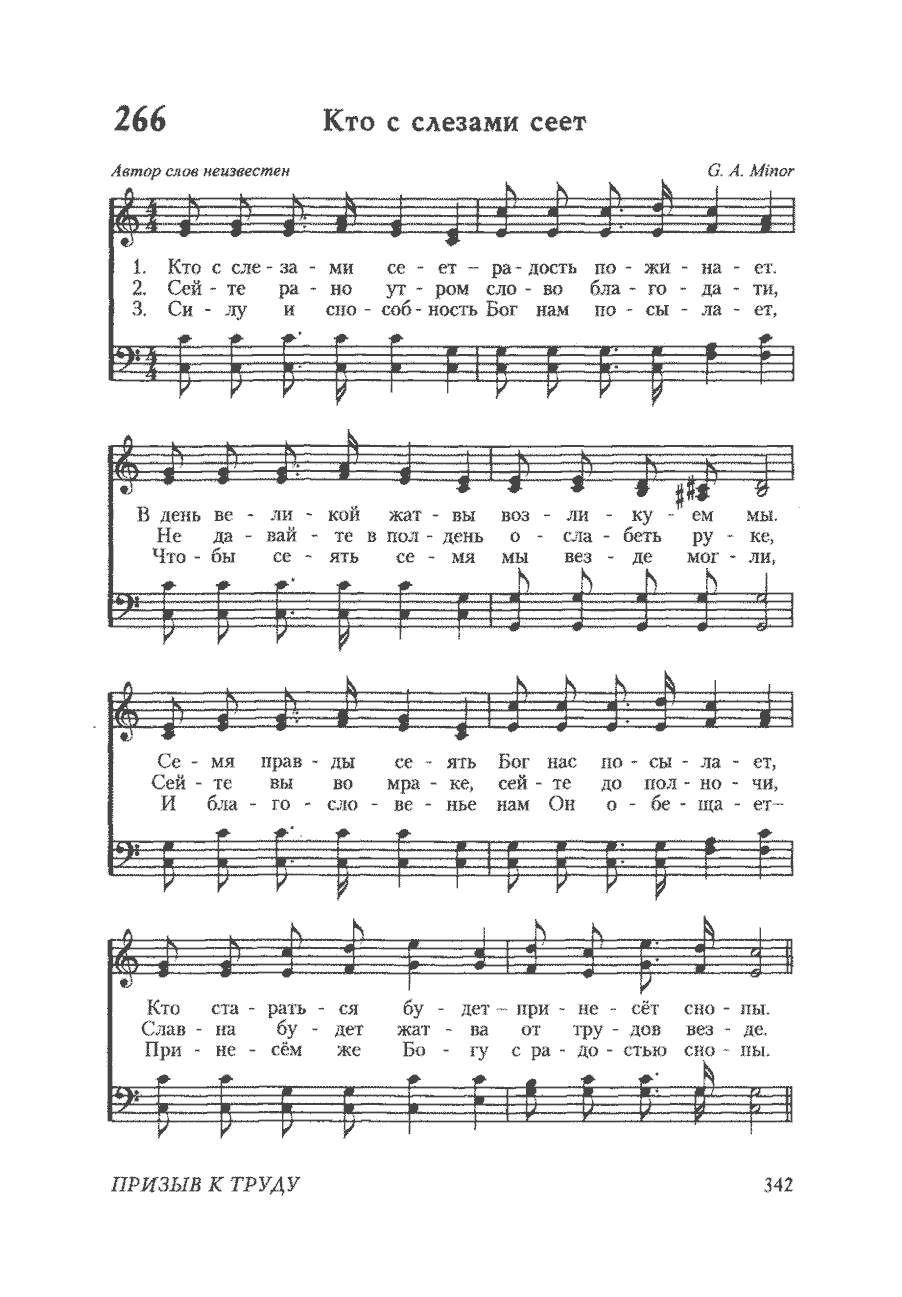 266 Кто с слезами сеет
Автор слов неизвестен G. A. Minor
1. Кто с сле - за - ми се - ет – ра - дость по - жи - на - ет.
2. Сей - те ра - но ут - ром сло - во бла - го - да - ти,
3. Си - лу и спо - соб - ность Бог нам по - сы - ла - ет,
В день ве - ли - кой жат - вы воз - ли - ку - ем мы.
Не да - вай - те в пол - день о - сла - беть ру - ке,
Что - бы се - ять се - мя мы вез - де мог - ли,
Се - мя прав - ды се - ять Бог нас по - сы - ла - ет,
Сей - те вы во мра - ке, сей - те до пол - но - чи,
И бла - го - сло - ве - нье нам Он о - бе - ща - ет–
Кто ста - рать - ся бу - дет – при - не - сёт сно - пы.
Слав - на бу - дет жат - ва от тру - дов вез - де.
При - не - сём же Бо - гу с ра - до - стью сно - пы.
ПРИЗЫВ К ТРУДУ 342